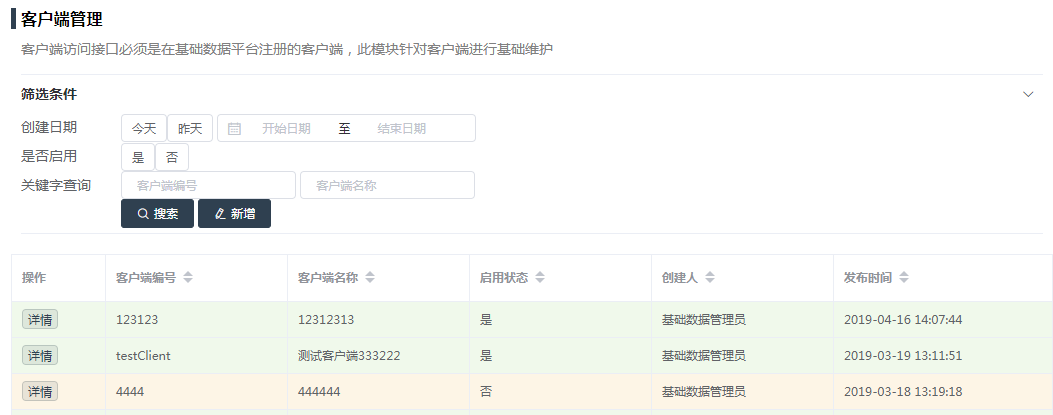 客户端管理
客户端访问接口必须是在基础数据平台注册的客户端，此模块针对客户端进行基础维护
筛选条件
创建日期 今天 昨天 开始日期 至 结束日期
是否启用 是 否
关键字查询 客户端编号 客户端名称
搜索 新增
操作 客户端编号 客户端名称 启用状态 创建人 发布时间
详情 123123 12312313 是 基础数据管理员 2019-04-16 14:07:44
详情 testClient 测试客户端333222 是 基础数据管理员 2019-03-19 13:11:51
详情 4444 444444 否 基础数据管理员 2019-03-18 13:19:18